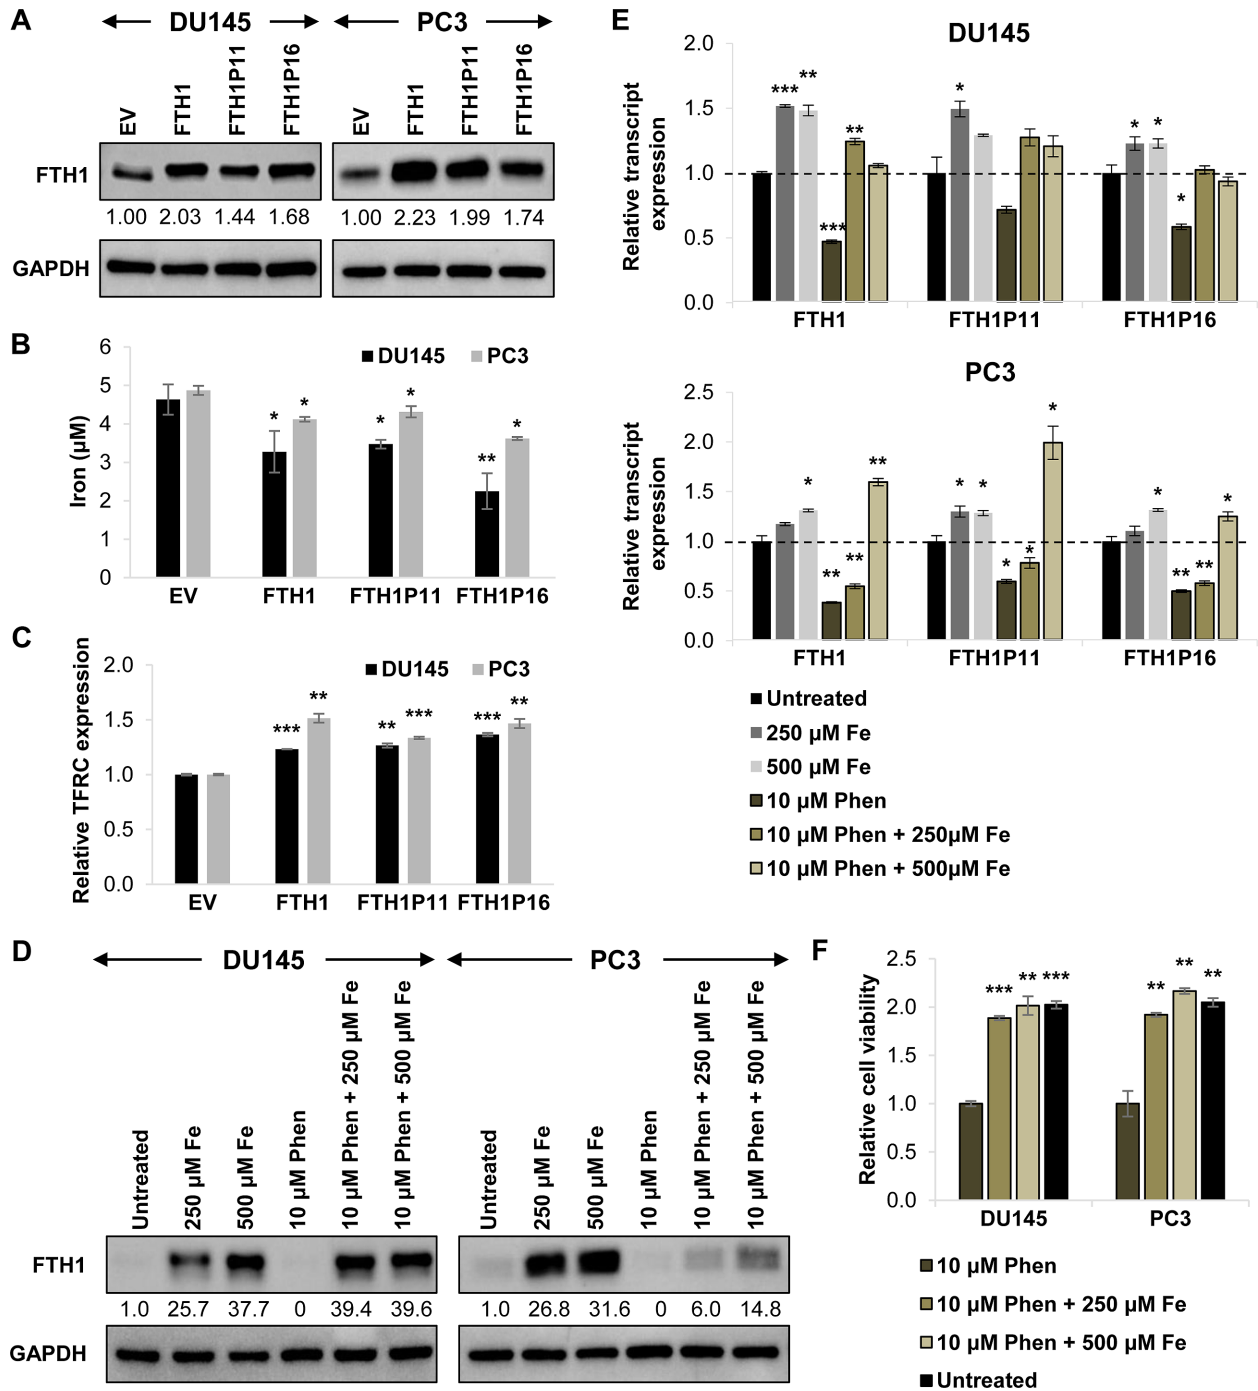 A
DU145
PC3
EV
FTH1
FTH1P11
FTH1P16
EV
FTH1
FTH1P11
FTH1P16
FTH1
1.00 2.03 1.44 1.68
1.00 2.23 1.99 1.74
GAPDH
B
DU145 PC3
Iron (µM)
6
5
4
3
2
1
0
* *
* *
** *
EV FTH1 FTH1P11 FTH1P16
C
DU145 PC3
Relative TFRC expression
2.0
1.5
1.0
0.5
0.0
*** **
** ***
*** **
EV FTH1 FTH1P11 FTH1P16
D
DU145
PC3
Untreated
250 µM Fe
500 µM Fe
10 µM Phen
10 µM Phen + 250 µM Fe
10 µM Phen + 500 µM Fe
Untreated
250 µM Fe
500 µM Fe
10 µM Phen
10 µM Phen + 250 µM Fe
10 µM Phen + 500 µM Fe
FTH1
1.0 25.7 37.7 0 39.4 39.6
1.0 26.8 31.6 0 6.0 14.8
GAPDH
E
DU145
Relative transcript
expression
2.0
1.5
1.0
0.5
0.0
*** ** *** **
*
* * *
FTH1 FTH1P11 FTH1P16
PC3
Relative transcript
expression
2.5
2.0
1.5
1.0
0.5
0.0
* ** ** **
* * * * *
* ** ** *
FTH1 FTH1P11 FTH1P16
Untreated
250 µM Fe
500 µM Fe
10 µM Phen
10 µM Phen + 250µM Fe
10 µM Phen + 500µM Fe
F
Relative cell viability
2.5
2.0
1.5
1.0
0.5
0.0
*** ** ***
** ** **
DU145 PC3
10 µM Phen
10 µM Phen + 250 µM Fe
10 µM Phen + 500 µM Fe
Untreated